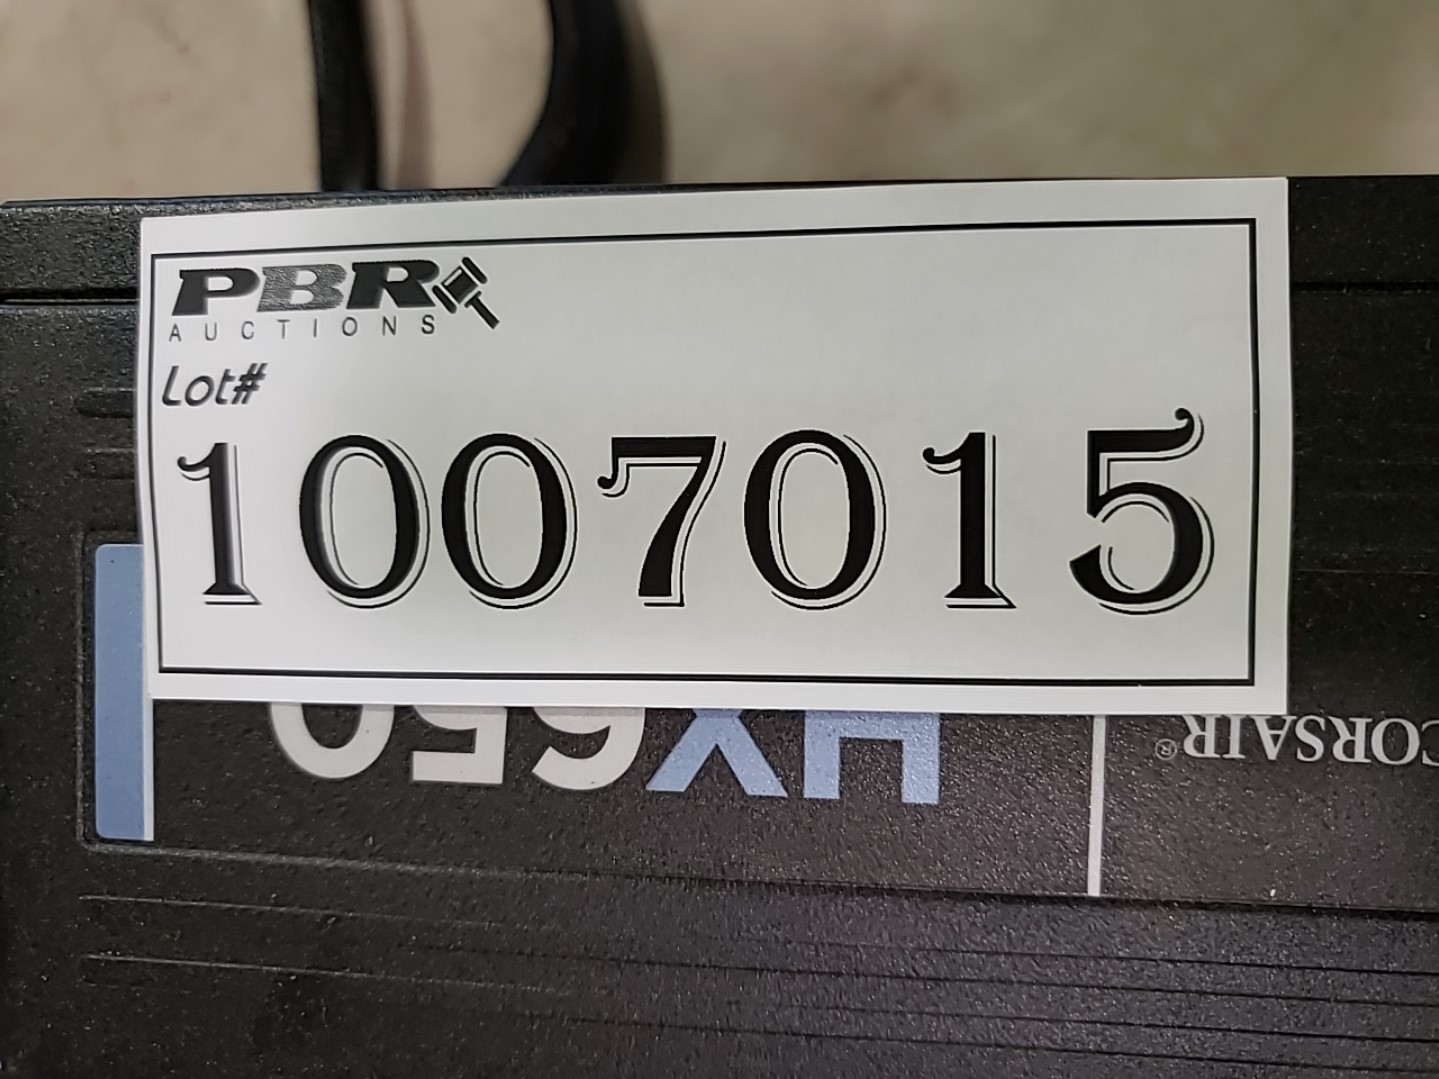 PBR
AUCTIONS
Lot#
1007015
HX650
CORSAIR®